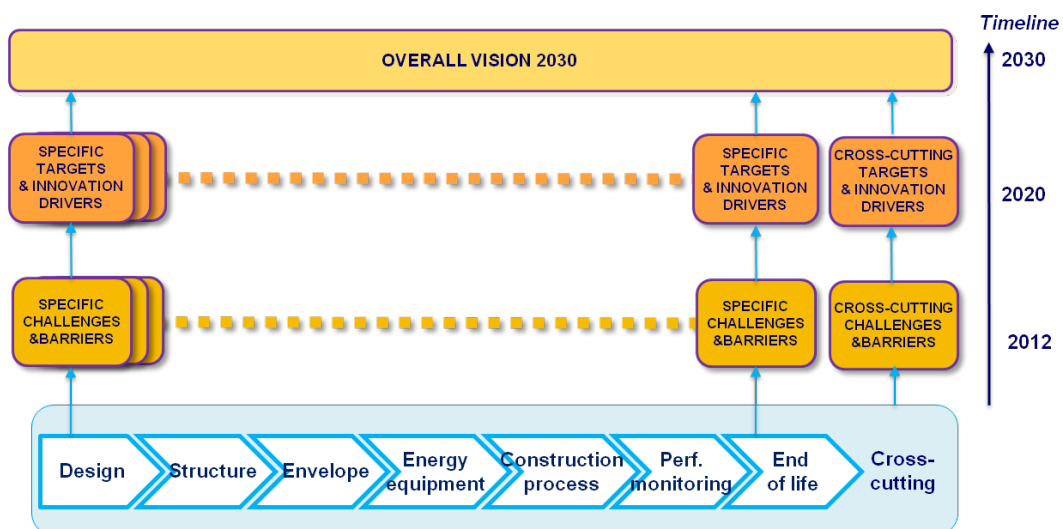 Timeline
OVERALL VISION 2030
2030
SPECIFIC
TARGETS
& INNOVATION
DRIVERS
SPECIFIC
TARGETS
& INNOVATION
DRIVERS
CROSS-CUTTING
TARGETS
& INNOVATION
DRIVERS
2020
SPECIFIC
CHALLENGES
&BARRIERS
SPECIFIC
CHALLENGES
&BARRIERS
CROSS-CUTTING
CHALLENGES
&BARRIERS
2012
Design
Structure
Envelope
Energy
equipment
Construction
process
Perf.
monitoring
End
of life
Cross-
cutting